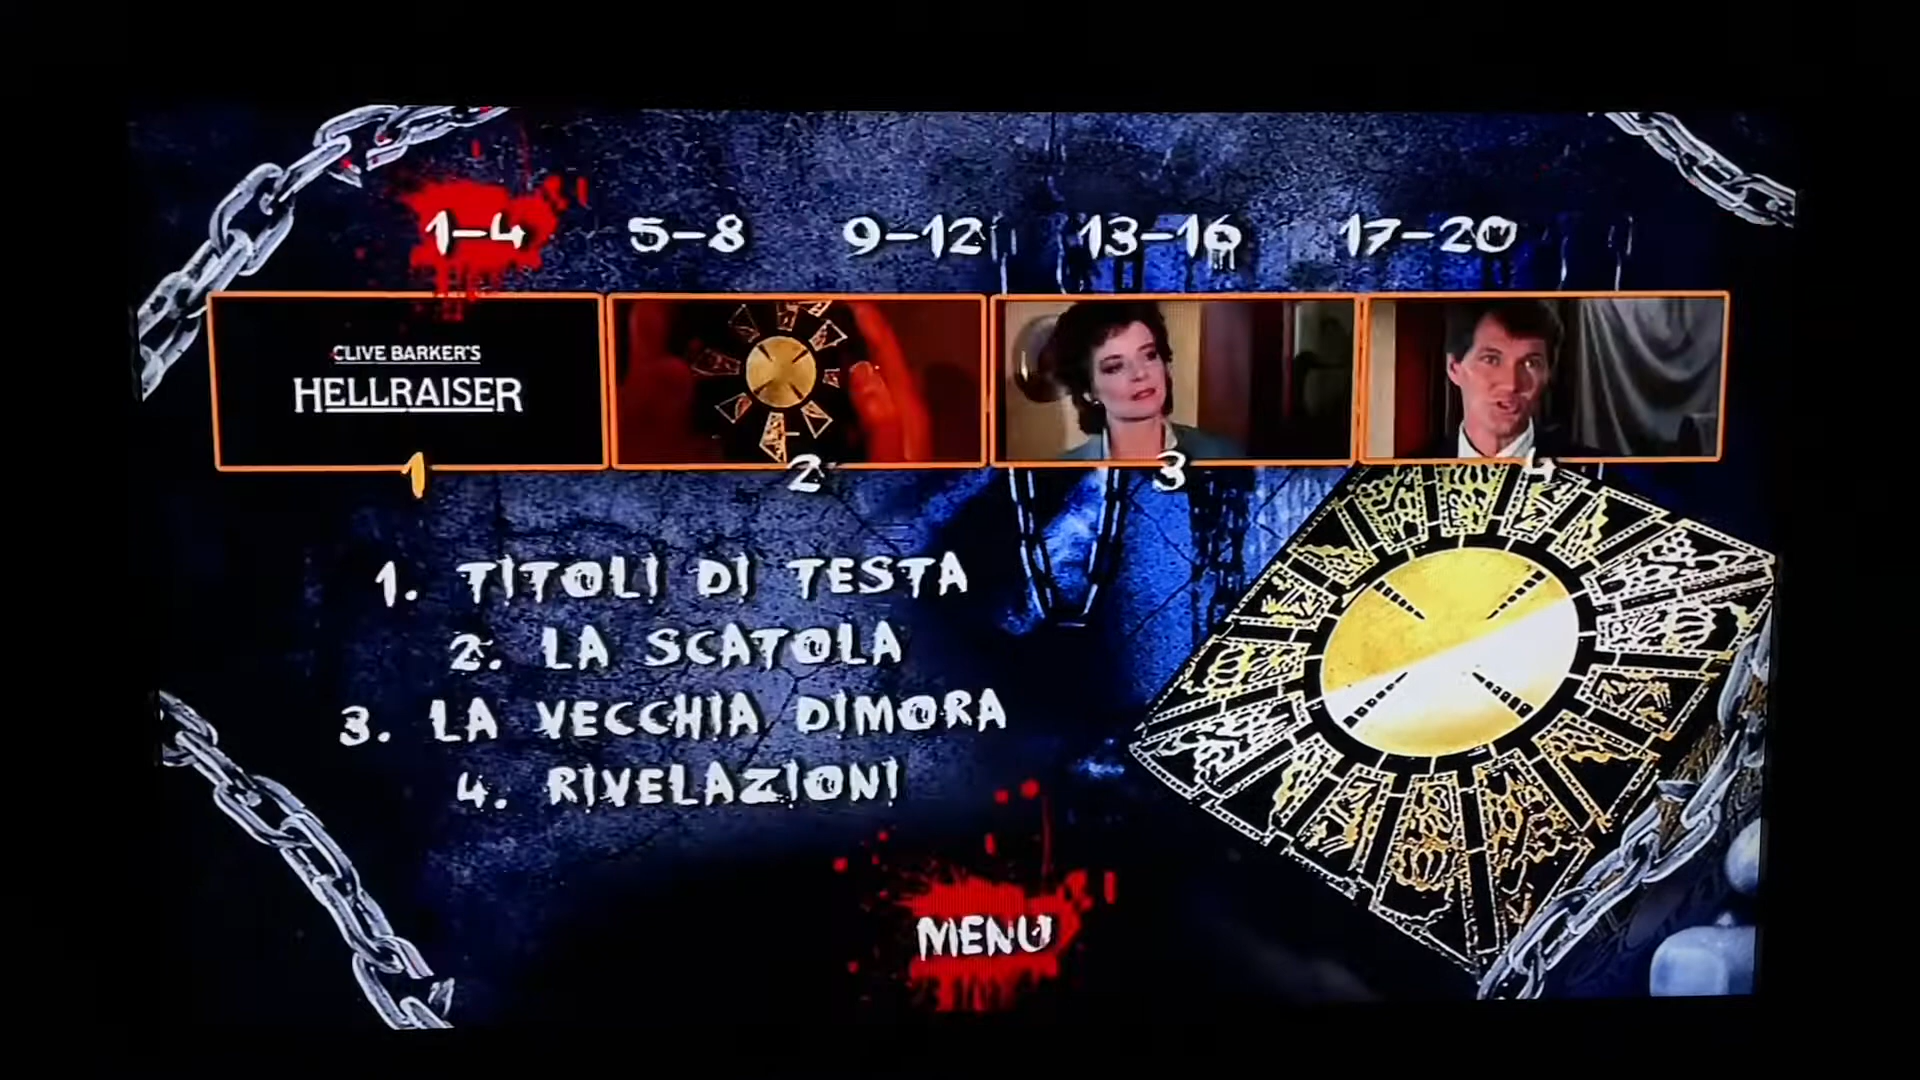 1-4 5-8 9-12 13-16 17-20
CLIVE BARKER'S
HELLRAISER
1 2 3 4
1. TITOLI DI TESTA
2. LA SCATOLA
3. LA VECCHIA DIMORA
4. RIVELAZIONI
MENU